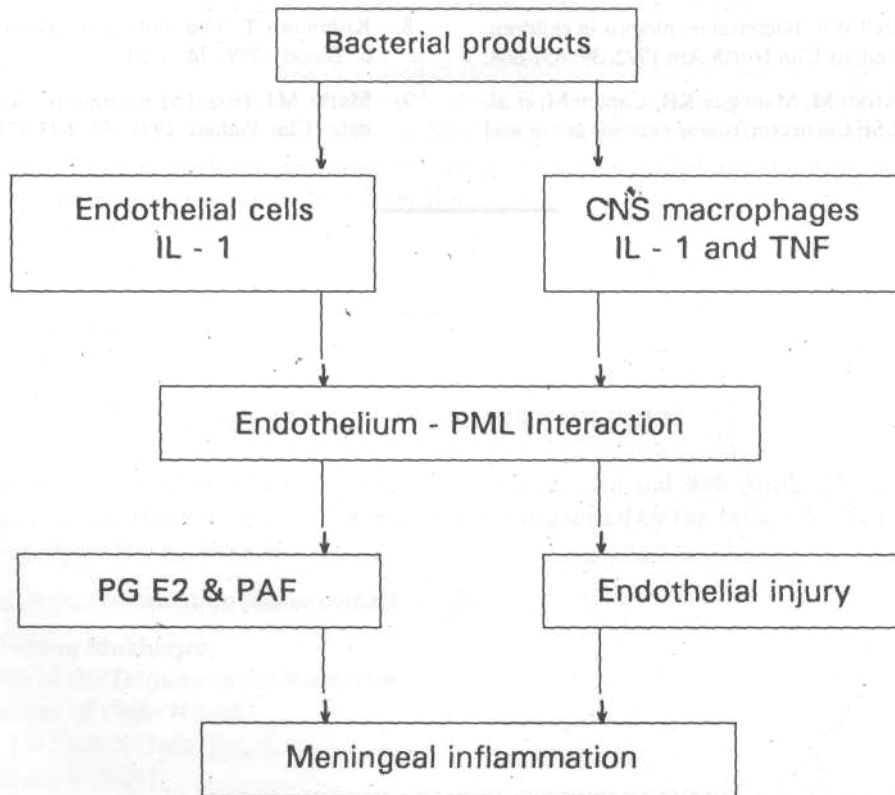 Bacterial products
Endothelial cells
IL - 1
CNS macrophages
IL - 1 and TNF
Endothelium - PML Interaction
PG E2 & PAF
Endothelial injury
Meningeal inflammation